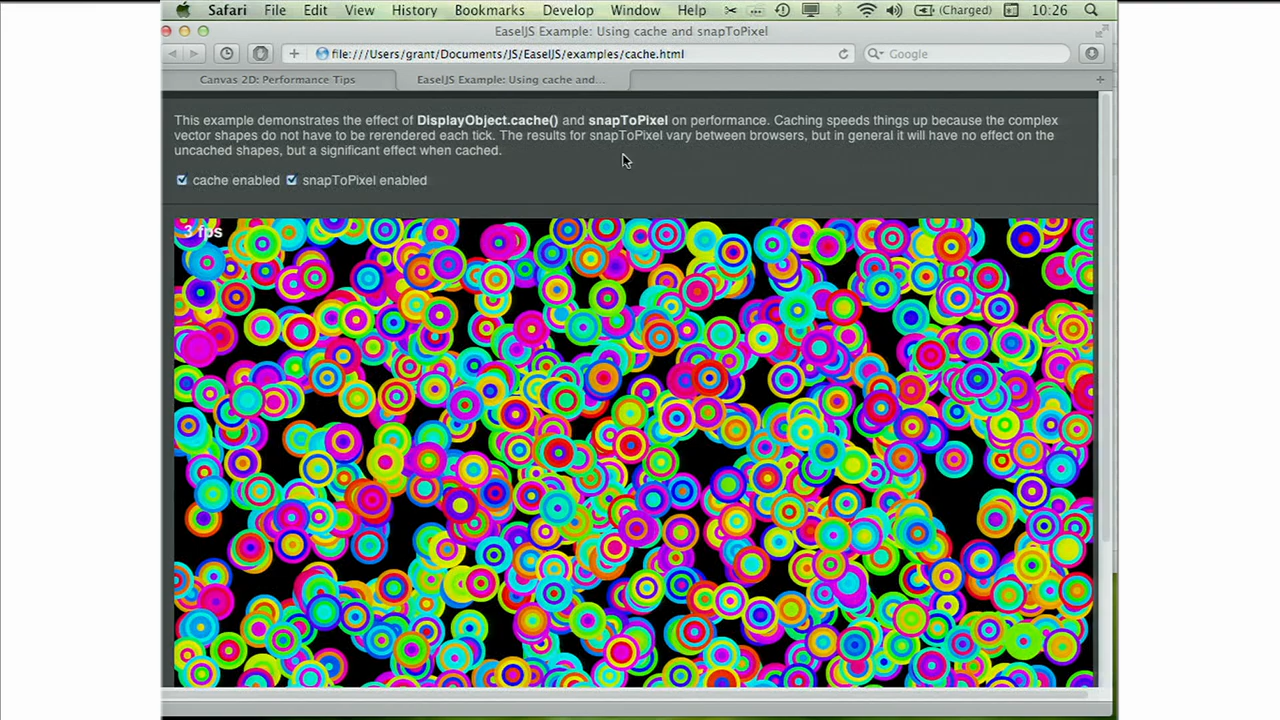 Safari File Edit View History Bookmarks Develop Window Help (Charged) 10:26
EaselJS Example: Using cache and snapToPixel
file:///Users/grant/Documents/JS/EaselJS/examples/cache.html Google
Canvas 2D: Performance Tips EaselJS Example: Using cache and...
This example demonstrates the effect of DisplayObject.cache() and snapToPixel on performance. Caching speeds things up because the complex
vector shapes do not have to be rerendered each tick. The results for snapToPixel vary between browsers, but in general it will have no effect on the
uncached shapes, but a significant effect when cached.
cache enabled snapToPixel enabled
3 fps